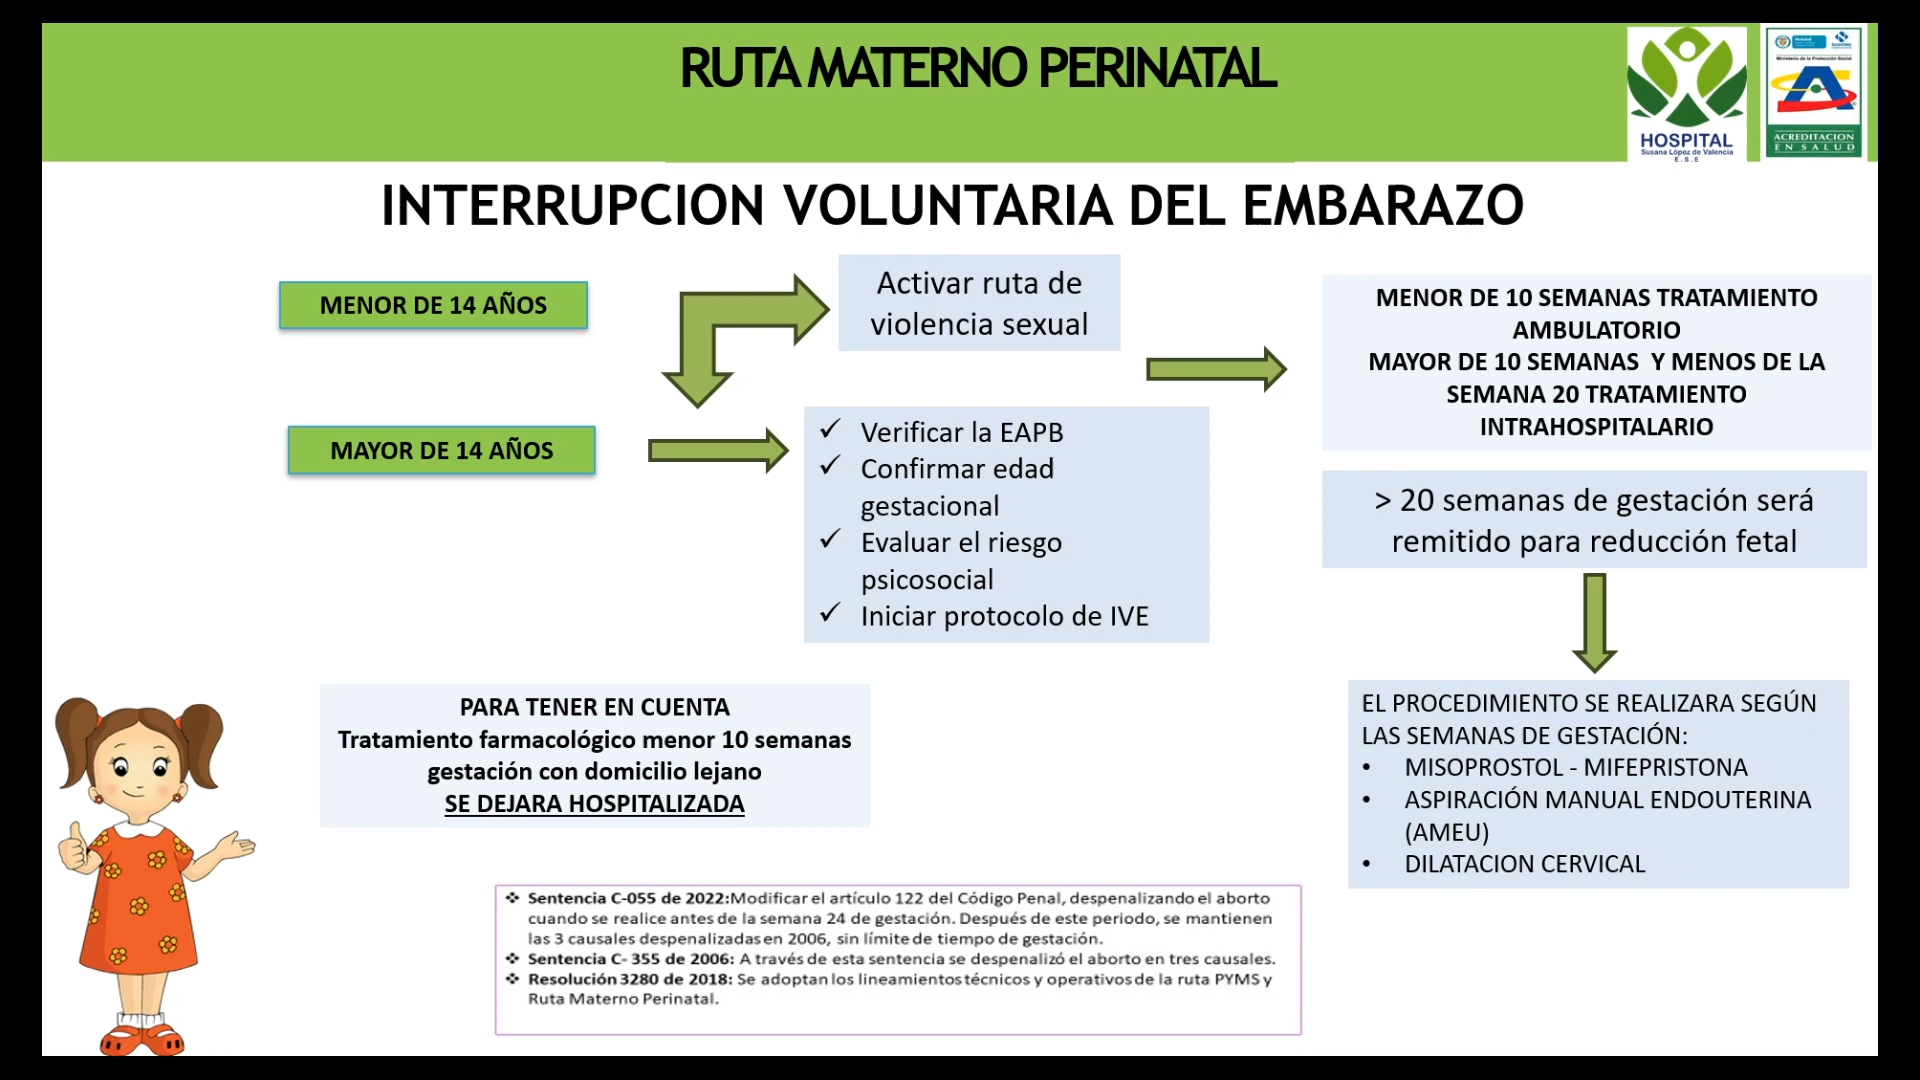 RUTA MATERNO PERINATAL
HOSPITAL
Susana López de Valencia
E.S.E
Ministerio de la Protección Social
ACREDITACION
EN SALUD
INTERRUPCION VOLUNTARIA DEL EMBARAZO
MENOR DE 14 AÑOS
Activar ruta de
violencia sexual
MAYOR DE 14 AÑOS
✓ Verificar la EAPB
✓ Confirmar edad
gestacional
✓ Evaluar el riesgo
psicosocial
✓ Iniciar protocolo de IVE
MENOR DE 10 SEMANAS TRATAMIENTO
AMBULATORIO
MAYOR DE 10 SEMANAS Y MENOS DE LA
SEMANA 20 TRATAMIENTO
INTRAHOSPITALARIO
> 20 semanas de gestación será
remitido para reducción fetal
EL PROCEDIMIENTO SE REALIZARA SEGÚN
LAS SEMANAS DE GESTACIÓN:
• MISOPROSTOL - MIFEPRISTONA
• ASPIRACIÓN MANUAL ENDOUTERINA
(AMEU)
• DILATACION CERVICAL
PARA TENER EN CUENTA
Tratamiento farmacológico menor 10 semanas
gestación con domicilio lejano
SE DEJARA HOSPITALIZADA
❖ Sentencia C-055 de 2022:Modificar el artículo 122 del Código Penal, despenalizando el aborto
cuando se realice antes de la semana 24 de gestación. Después de este periodo, se mantienen
las 3 causales despenalizadas en 2006, sin límite de tiempo de gestación.
❖ Sentencia C- 355 de 2006: A través de esta sentencia se despenalizó el aborto en tres causales.
❖ Resolución 3280 de 2018: Se adoptan los lineamientos técnicos y operativos de la ruta PYMS y
Ruta Materno Perinatal.